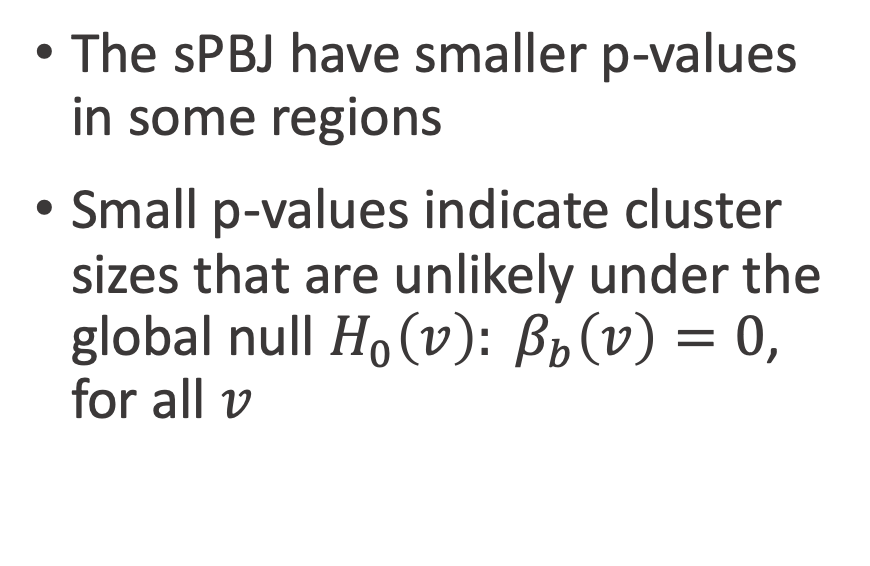 • The sPBJ have smaller p-values
in some regions
• Small p-values indicate cluster
sizes that are unlikely under the
global null H₀(v): β_b(v) = 0,
for all v